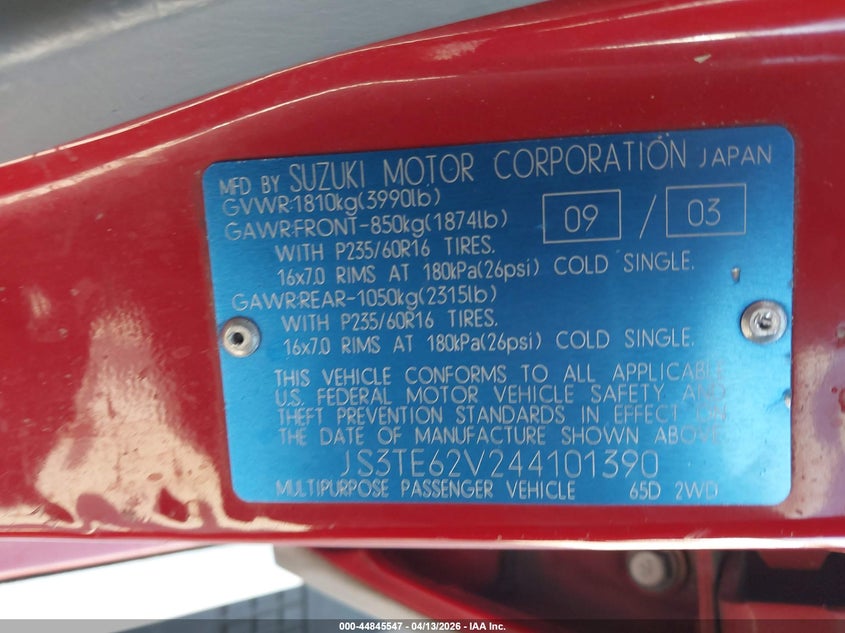 MFD BY SUZUKI MOTOR CORPORATION JAPAN
GVWR-1810kg(3990lb)
GAWR-FRONT-850kg(1874lb)
09 / 03
WITH P235/60R16 TIRES.
16x7.0 RIMS AT 180kPa(26psi) COLD SINGLE.
GAWR-REAR-1050kg(2315lb)
WITH P235/60R16 TIRES.
16x7.0 RIMS AT 180kPa(26psi) COLD SINGLE.
THIS VEHICLE CONFORMS TO ALL APPLICABLE
U.S. FEDERAL MOTOR VEHICLE SAFETY AND
THEFT PREVENTION STANDARDS IN EFFECT ON
THE DATE OF MANUFACTURE SHOWN ABOVE.
JS3TE62V244101390
MULTIPURPOSE PASSENGER VEHICLE 65D 2WD
000-44845547 - 04/13/2026 - IAA Inc.